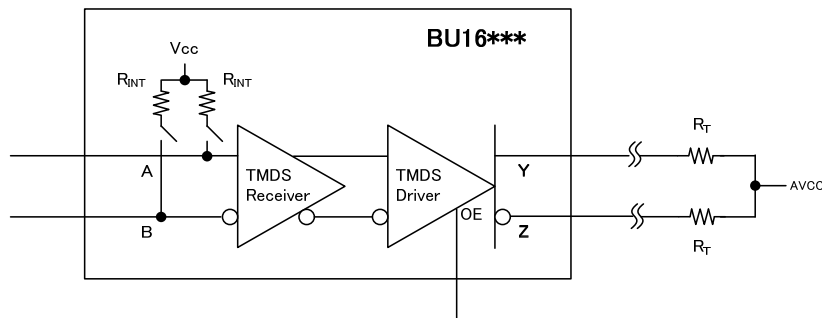 BU16***
Vcc
RINT RINT
RT
A
TMDS
Receiver
TMDS
Driver
Y
AVCC
B
OE
Z
RT